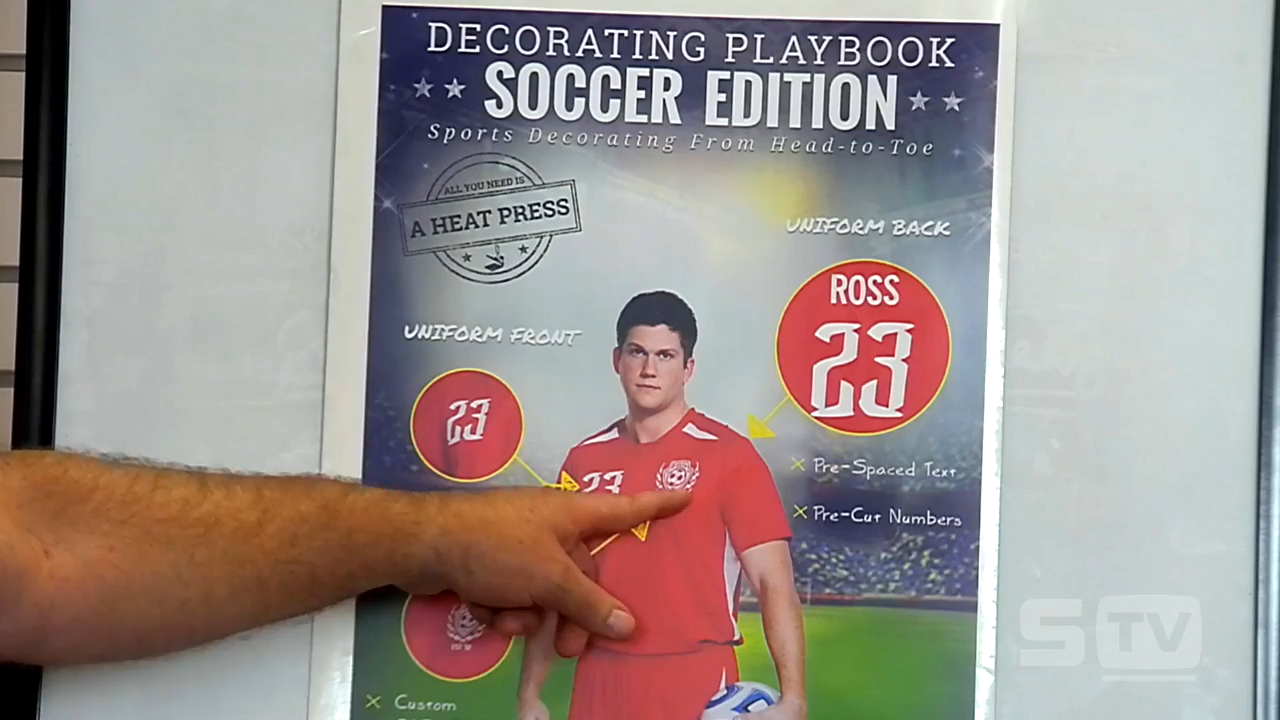 DECORATING PLAYBOOK
SOCCER EDITION
Sports Decorating From Head-to-Toe
ALL YOU NEED IS
A HEAT PRESS
UNIFORM BACK
ROSS
23
UNIFORM FRONT
23
23
Pre-Spaced Text
Pre-Cut Numbers
Custom
STV